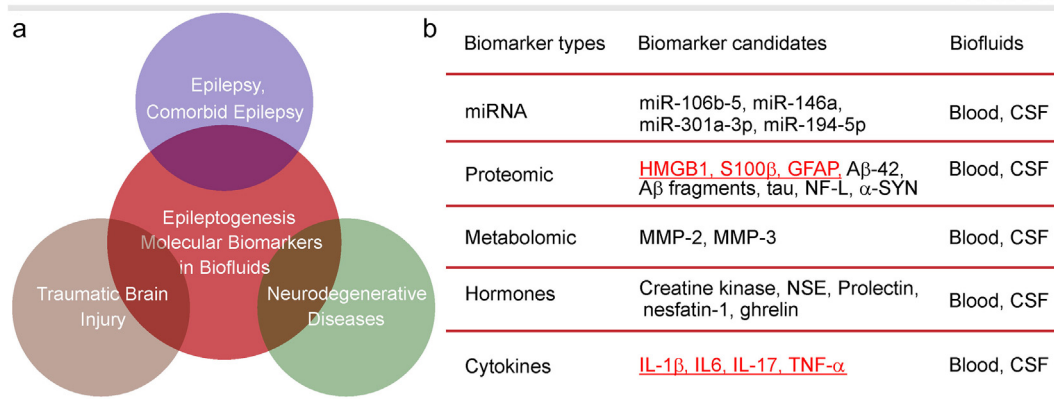 a
Epilepsy,
Comorbid Epilepsy
Epileptogenesis
Molecular Biomarkers
in Biofluids
Traumatic Brain
Injury
Neurodegenerative
Diseases
b
Biomarker types Biomarker candidates Biofluids
miRNA miR-106b-5, miR-146a, Blood, CSF
miR-301a-3p, miR-194-5p
Proteomic HMGB1, S100β, GFAP, Aβ-42, Blood, CSF
Aβ fragments, tau, NF-L, α-SYN
Metabolomic MMP-2, MMP-3 Blood, CSF
Hormones Creatine kinase, NSE, Prolectin, Blood, CSF
nesfatin-1, ghrelin
Cytokines IL-1β, IL6, IL-17, TNF-α Blood, CSF